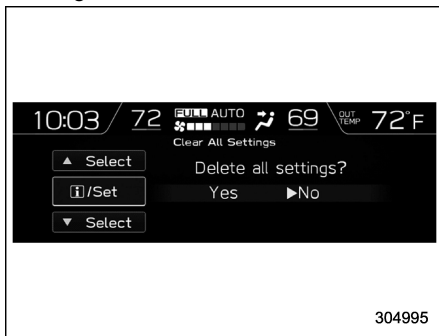 10:03 72 FULL AUTO 69 OUT TEMP 72°F
Clear All Settings
▲ Select
Delete all settings?
i/Set
Yes ▶No
▼ Select
304995